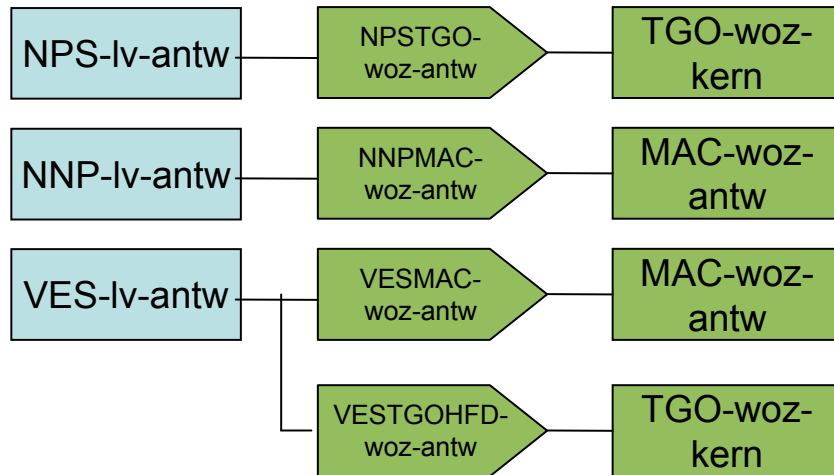 NPS-lv-antw
NPSTGO-
woz-antw
TGO-woz-
kern
NNP-lv-antw
NNPMAC-
woz-antw
MAC-woz-
antw
VES-lv-antw
VESMAC-
woz-antw
MAC-woz-
antw
VESTGOHFD-
woz-antw
TGO-woz-
kern